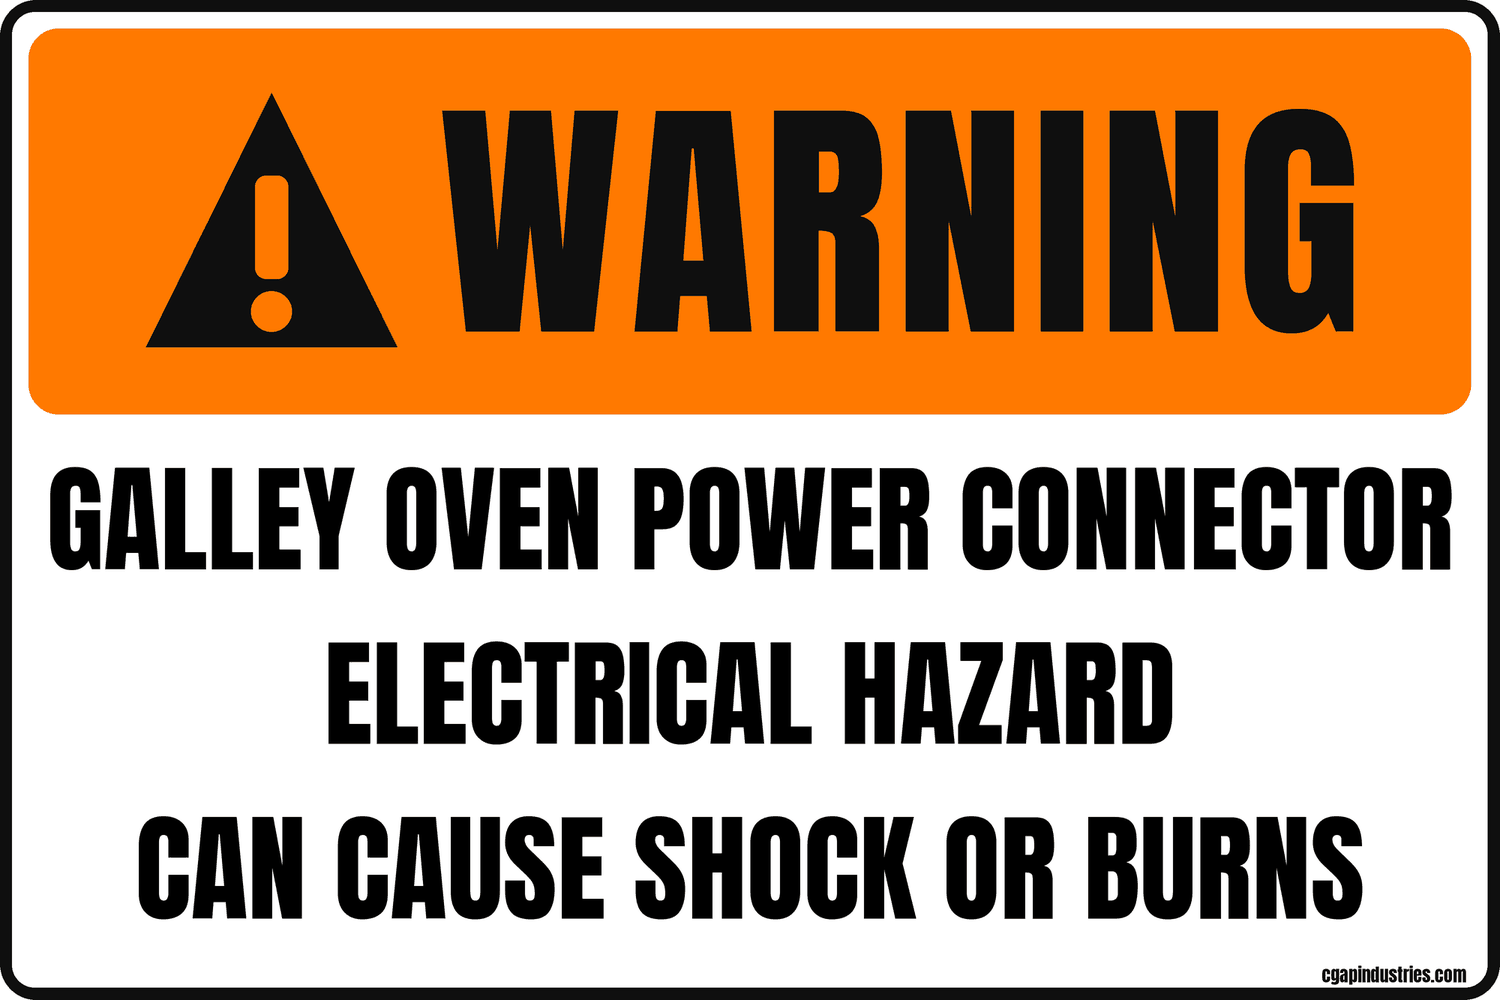 WARNING
GALLEY OVEN POWER CONNECTOR
ELECTRICAL HAZARD
CAN CAUSE SHOCK OR BURNS
cgapindustries.com